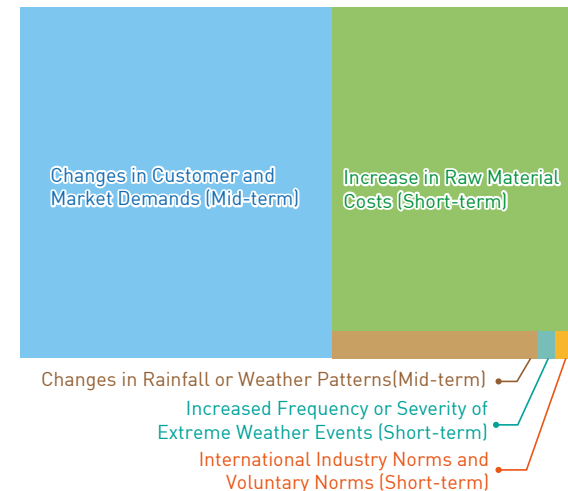 Changes in Customer and
Market Demands (Mid-term)
Increase in Raw Material
Costs (Short-term)
Changes in Rainfall or Weather Patterns(Mid-term)
Increased Frequency or Severity of
Extreme Weather Events (Short-term)
International Industry Norms and
Voluntary Norms (Short-term)